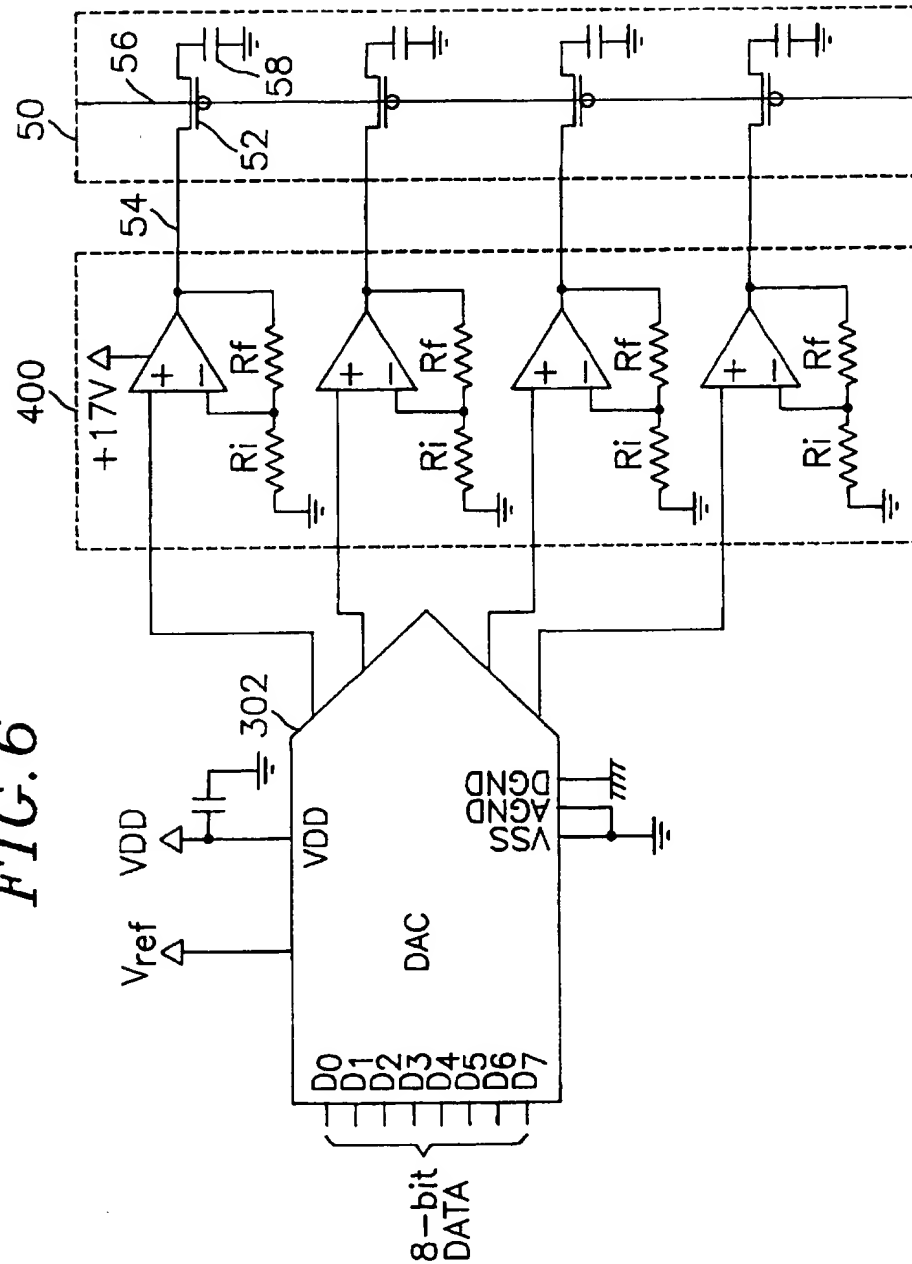 FIG. 6
8-bit
DATA
D0
D1
D2
D3
D4
D5
D6
D7
DAC
Vref
VDD
VDD
302
VSS
AGND
DGND
400
+17V
+
−
Ri
Rf
+
−
Ri
Rf
+
−
Ri
Rf
+
−
Ri
Rf
54
50
56
52
58